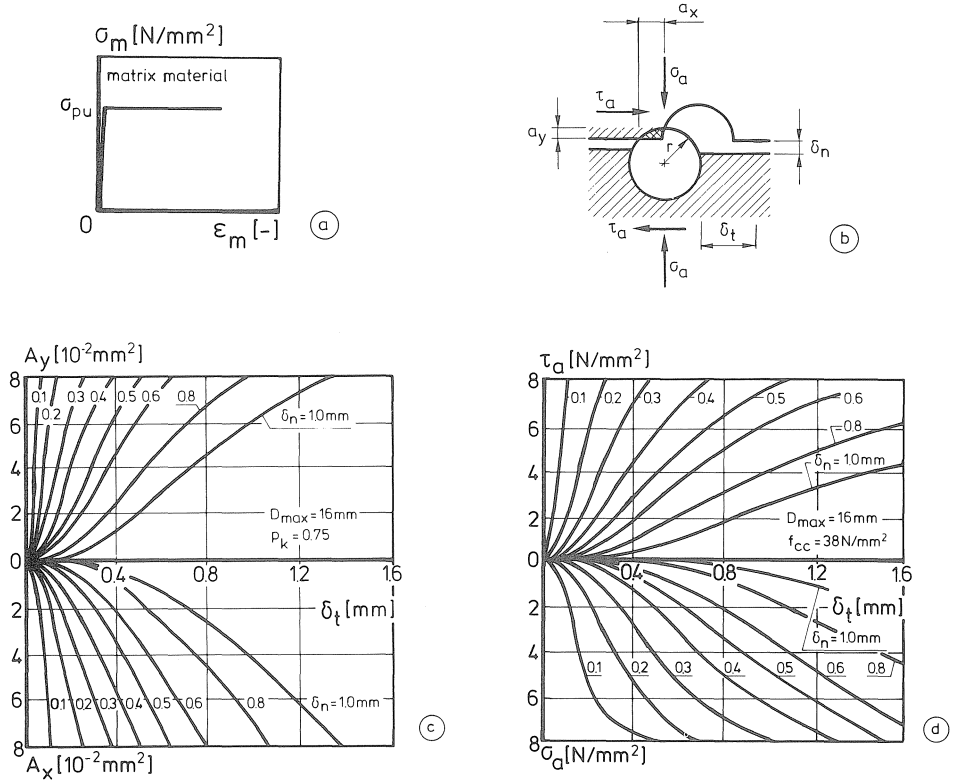 σm [N/mm²]
matrix material
σpu
0
εm [-]
a
ax
σa
τa
ay
r
δn
τa
δt
σa
b
Ay [10⁻² mm²]
8
6
4
2
0
2
4
6
8
0.1
0.2
0.3
0.4
0.5
0.6
0.8
δn = 1.0mm
Dmax = 16mm
pk = 0.75
0.4
0.8
1.2
1.6
δt [mm]
0.1
0.2
0.3
0.4
0.5
0.6
0.8
δn = 1.0mm
Ax [10⁻² mm²]
c
τa [N/mm²]
8
6
4
2
0
2
4
6
8
0.1
0.2
0.3
0.4
0.5
0.6
0.8
δn = 1.0mm
Dmax = 16mm
fcc = 38N/mm²
0.4
0.8
1.2
1.6
δt [mm]
δn = 1.0mm
0.1
0.2
0.3
0.4
0.5
0.6
0.8
σa [N/mm²]
d